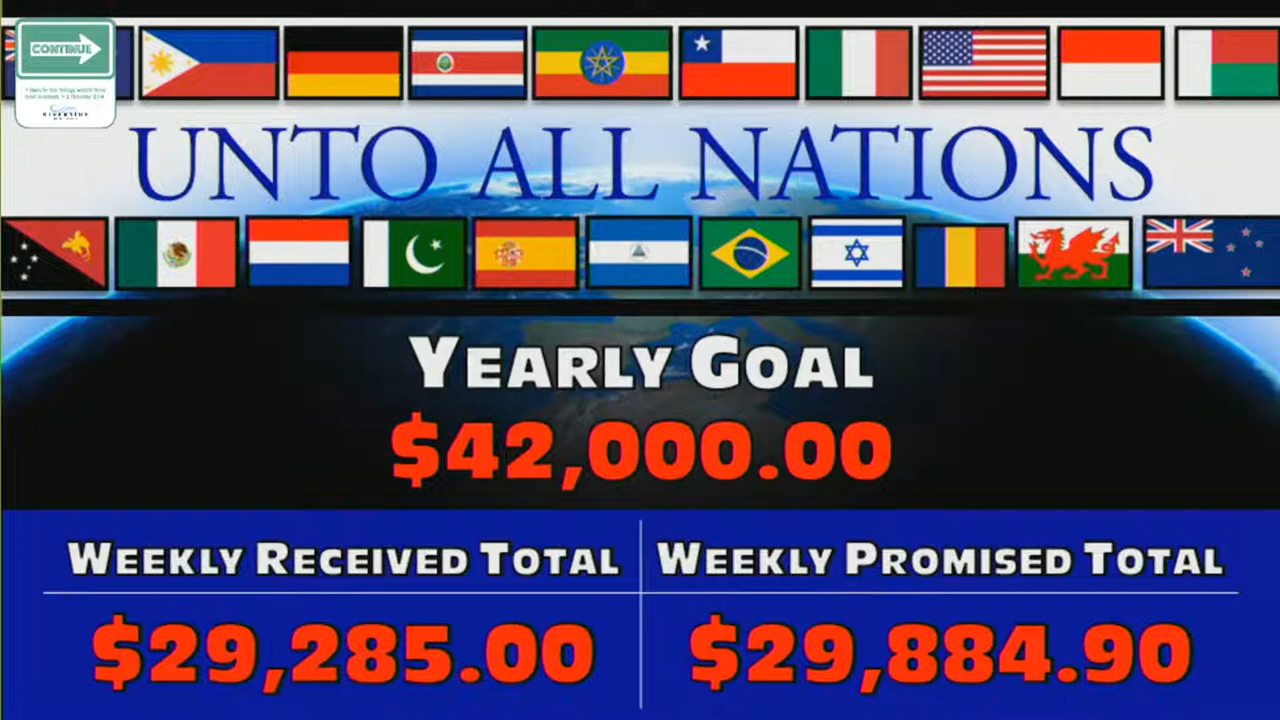 CONTINUE
UNTO ALL NATIONS
YEARLY GOAL
$42,000.00
WEEKLY RECEIVED TOTAL
WEEKLY PROMISED TOTAL
$29,285.00
$29,884.90